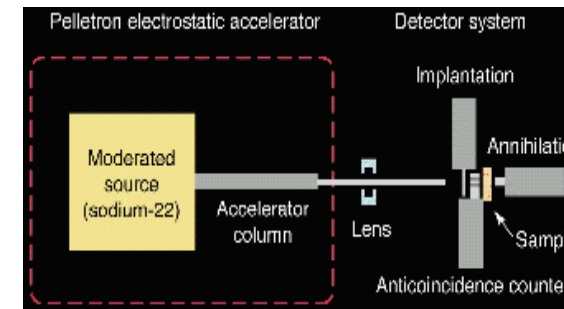 Pelletron electrostatic accelerator
Detector system
Implantation
Annihilatio
Moderated
source
(sodium-22)
Accelerator
column
Lens
Samp
Anticoincidence counte